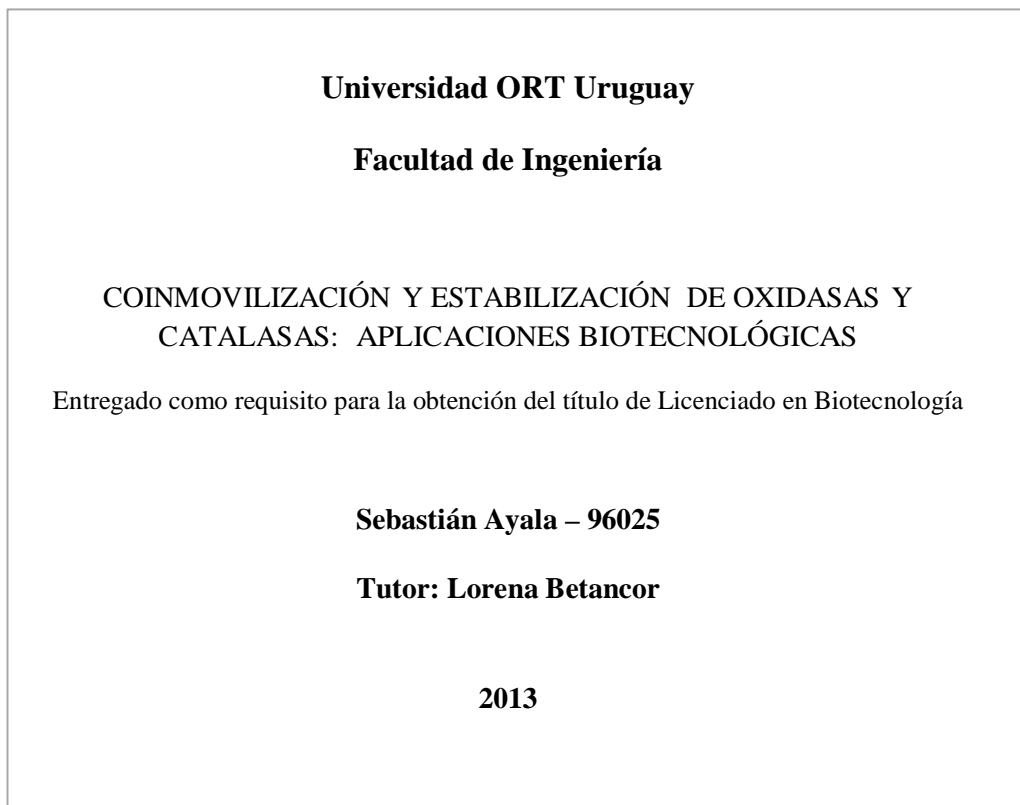 Universidad ORT Uruguay
Facultad de Ingeniería
COINMOVILIZACIÓN Y ESTABILIZACIÓN DE OXIDASAS Y
CATALASAS: APLICACIONES BIOTECNOLÓGICAS
Entregado como requisito para la obtención del título de Licenciado en Biotecnología
Sebastián Ayala – 96025
Tutor: Lorena Betancor
2013